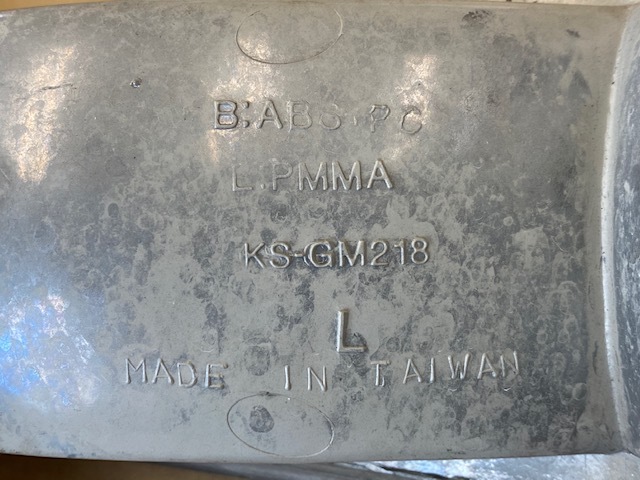 B:ABS+PC
L:PMMA
KS-GM218
L
MADE IN TAIWAN